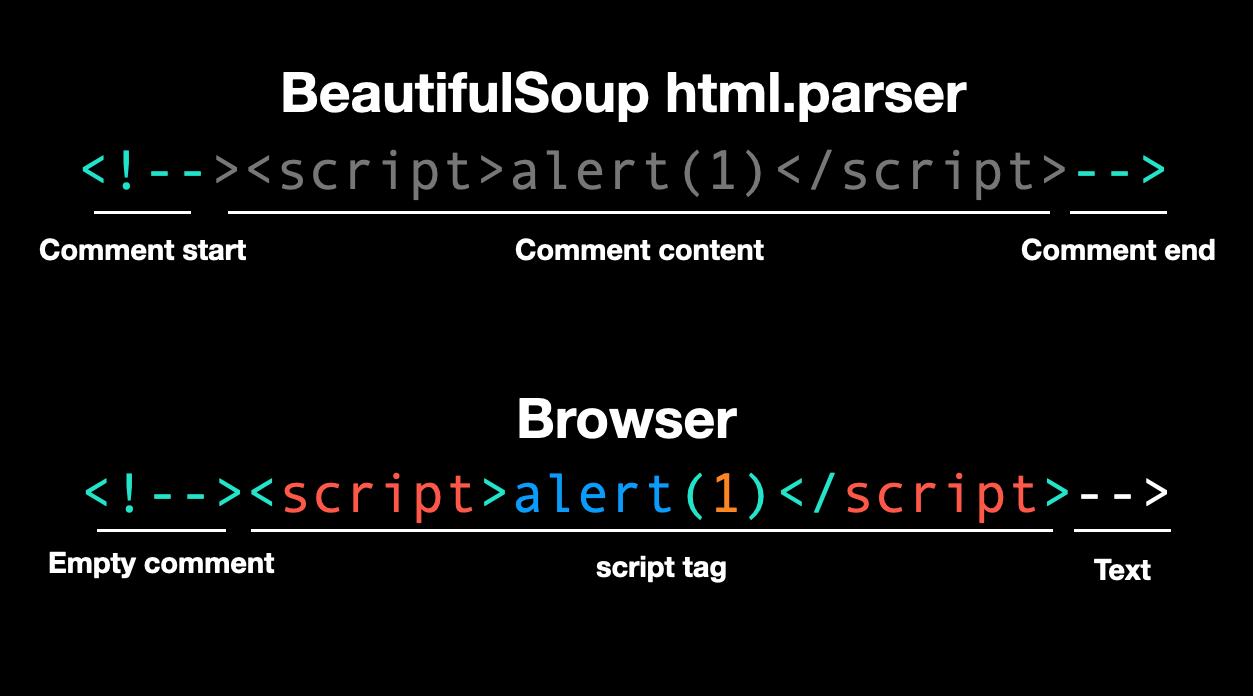 BeautifulSoup html.parser
<!--><script>alert(1)</script>-->
Comment start Comment content Comment end
Browser
<!--><script>alert(1)</script>-->
Empty comment script tag Text